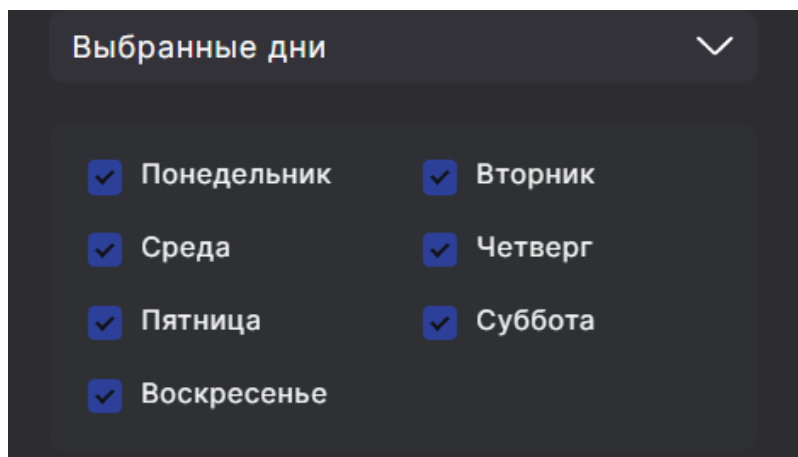 Выбранные дни
Понедельник Вторник
Среда Четверг
Пятница Суббота
Воскресенье